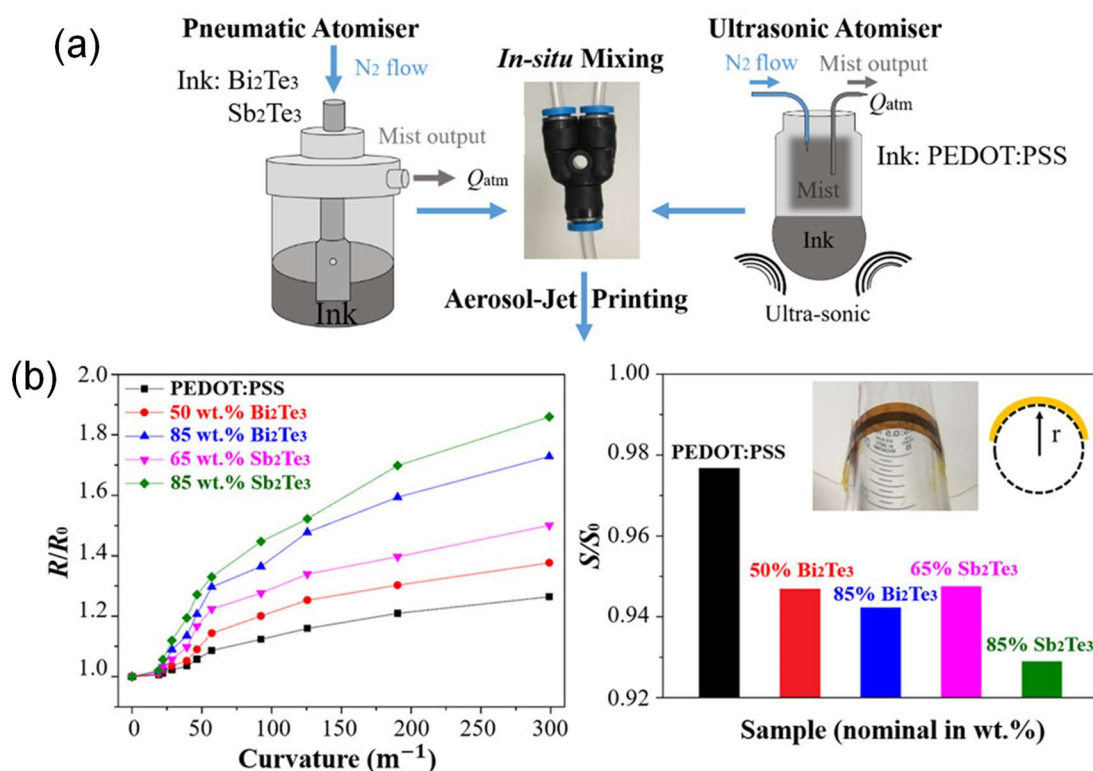 (a)
Pneumatic Atomiser
N2 flow
Ink: Bi2Te3
Sb2Te3
Mist output
Qatm
Ink
In-situ Mixing
Ultrasonic Atomiser
N2 flow
Mist output
Qatm
Ink: PEDOT:PSS
Mist
Ink
Ultra-sonic
Aerosol-Jet Printing
(b)
R/R0
2.0
1.8
1.6
1.4
1.2
1.0
PEDOT:PSS
50 wt.% Bi2Te3
85 wt.% Bi2Te3
65 wt.% Sb2Te3
85 wt.% Sb2Te3
0 50 100 150 200 250 300
Curvature (m−1)
S/S0
1.00
0.98
0.96
0.94
0.92
PEDOT:PSS
50% Bi2Te3
85% Bi2Te3
65% Sb2Te3
85% Sb2Te3
r
Sample (nominal in wt.%)